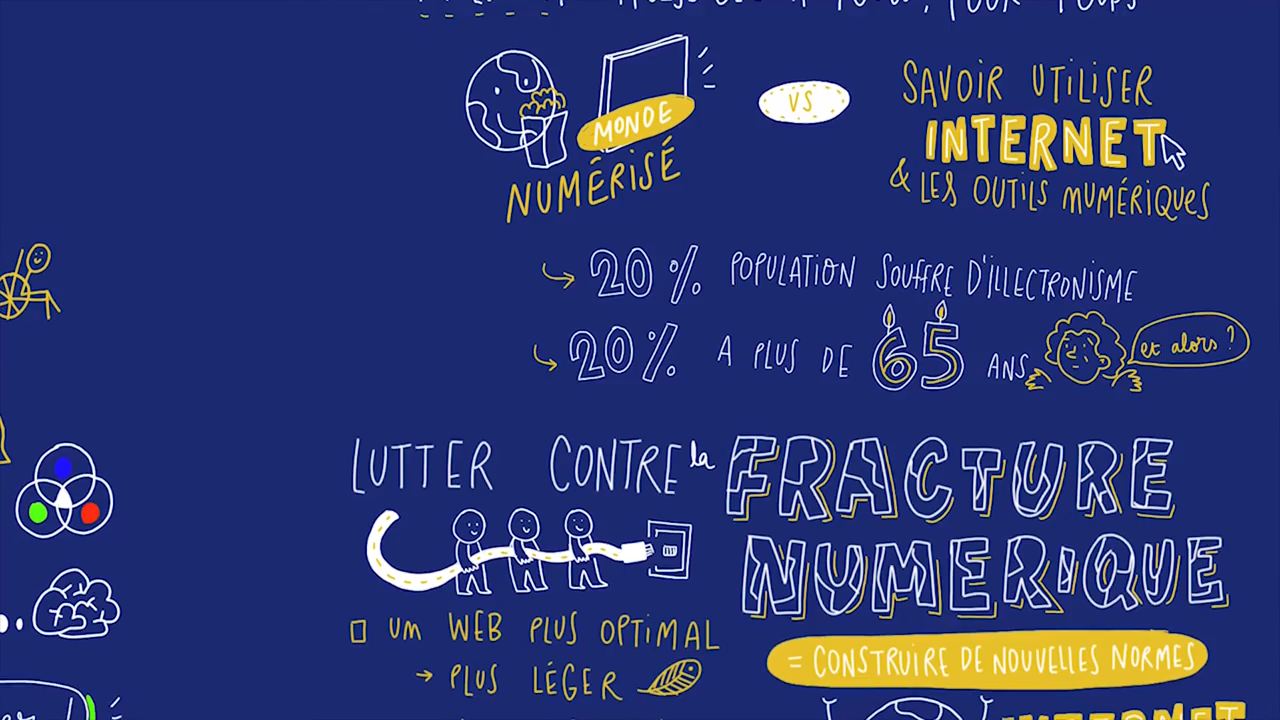 MONDE
NUMÉRISÉ
VS
SAVOIR UTILISER
INTERNET
& LES OUTILS NUMÉRIQUES
20 % POPULATION SOUFFRE D'ILLECTRONISME
20 % A PLUS DE 65 ANS
et alors ?
LUTTER CONTRE la FRACTURE
NUMERIQUE
UN WEB PLUS OPTIMAL
→ PLUS LÉGER
= CONSTRUIRE DE NOUVELLES NORMES
INTERNET